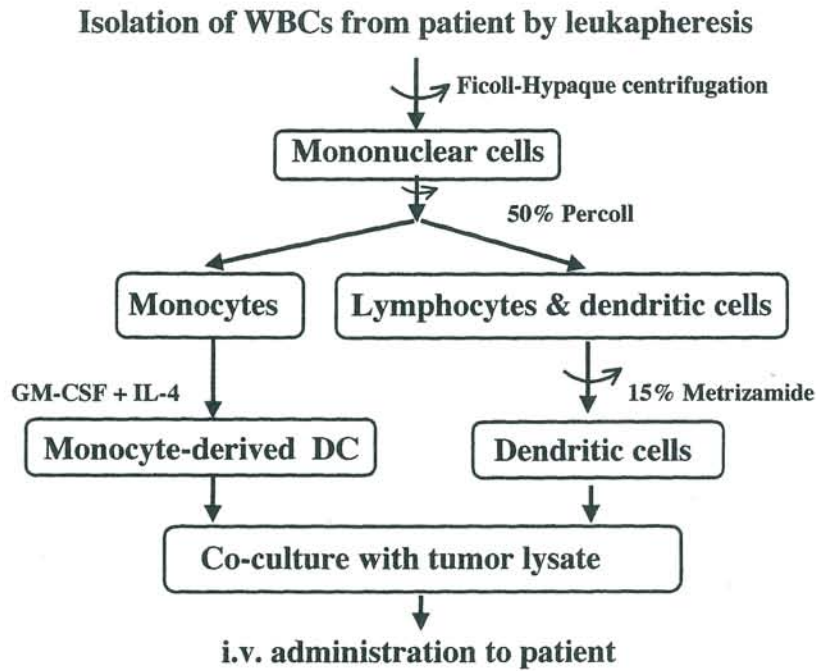 Isolation of WBCs from patient by leukapheresis
Ficoll-Hypaque centrifugation
Mononuclear cells
50% Percoll
Monocytes
Lymphocytes & dendritic cells
GM-CSF + IL-4
15% Metrizamide
Monocyte-derived DC
Dendritic cells
Co-culture with tumor lysate
i.v. administration to patient